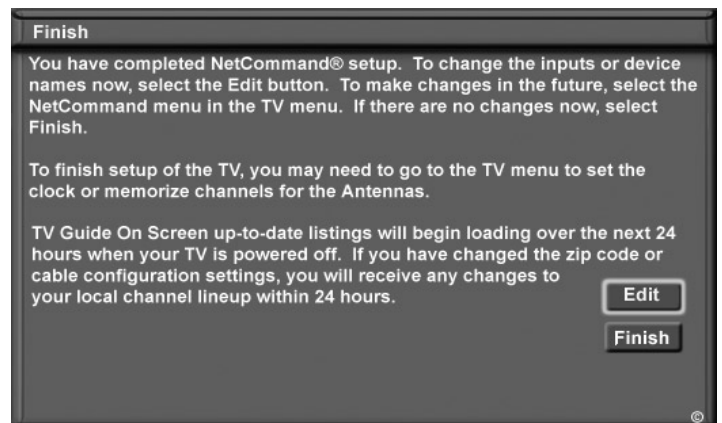 Finish
You have completed NetCommand® setup. To change the inputs or device
names now, select the Edit button. To make changes in the future, select the
NetCommand menu in the TV menu. If there are no changes now, select
Finish.
To finish setup of the TV, you may need to go to the TV menu to set the
clock or memorize channels for the Antennas.
TV Guide On Screen up-to-date listings will begin loading over the next 24
hours when your TV is powered off. If you have changed the zip code or
cable configuration settings, you will receive any changes to
your local channel lineup within 24 hours.
Edit
Finish
©